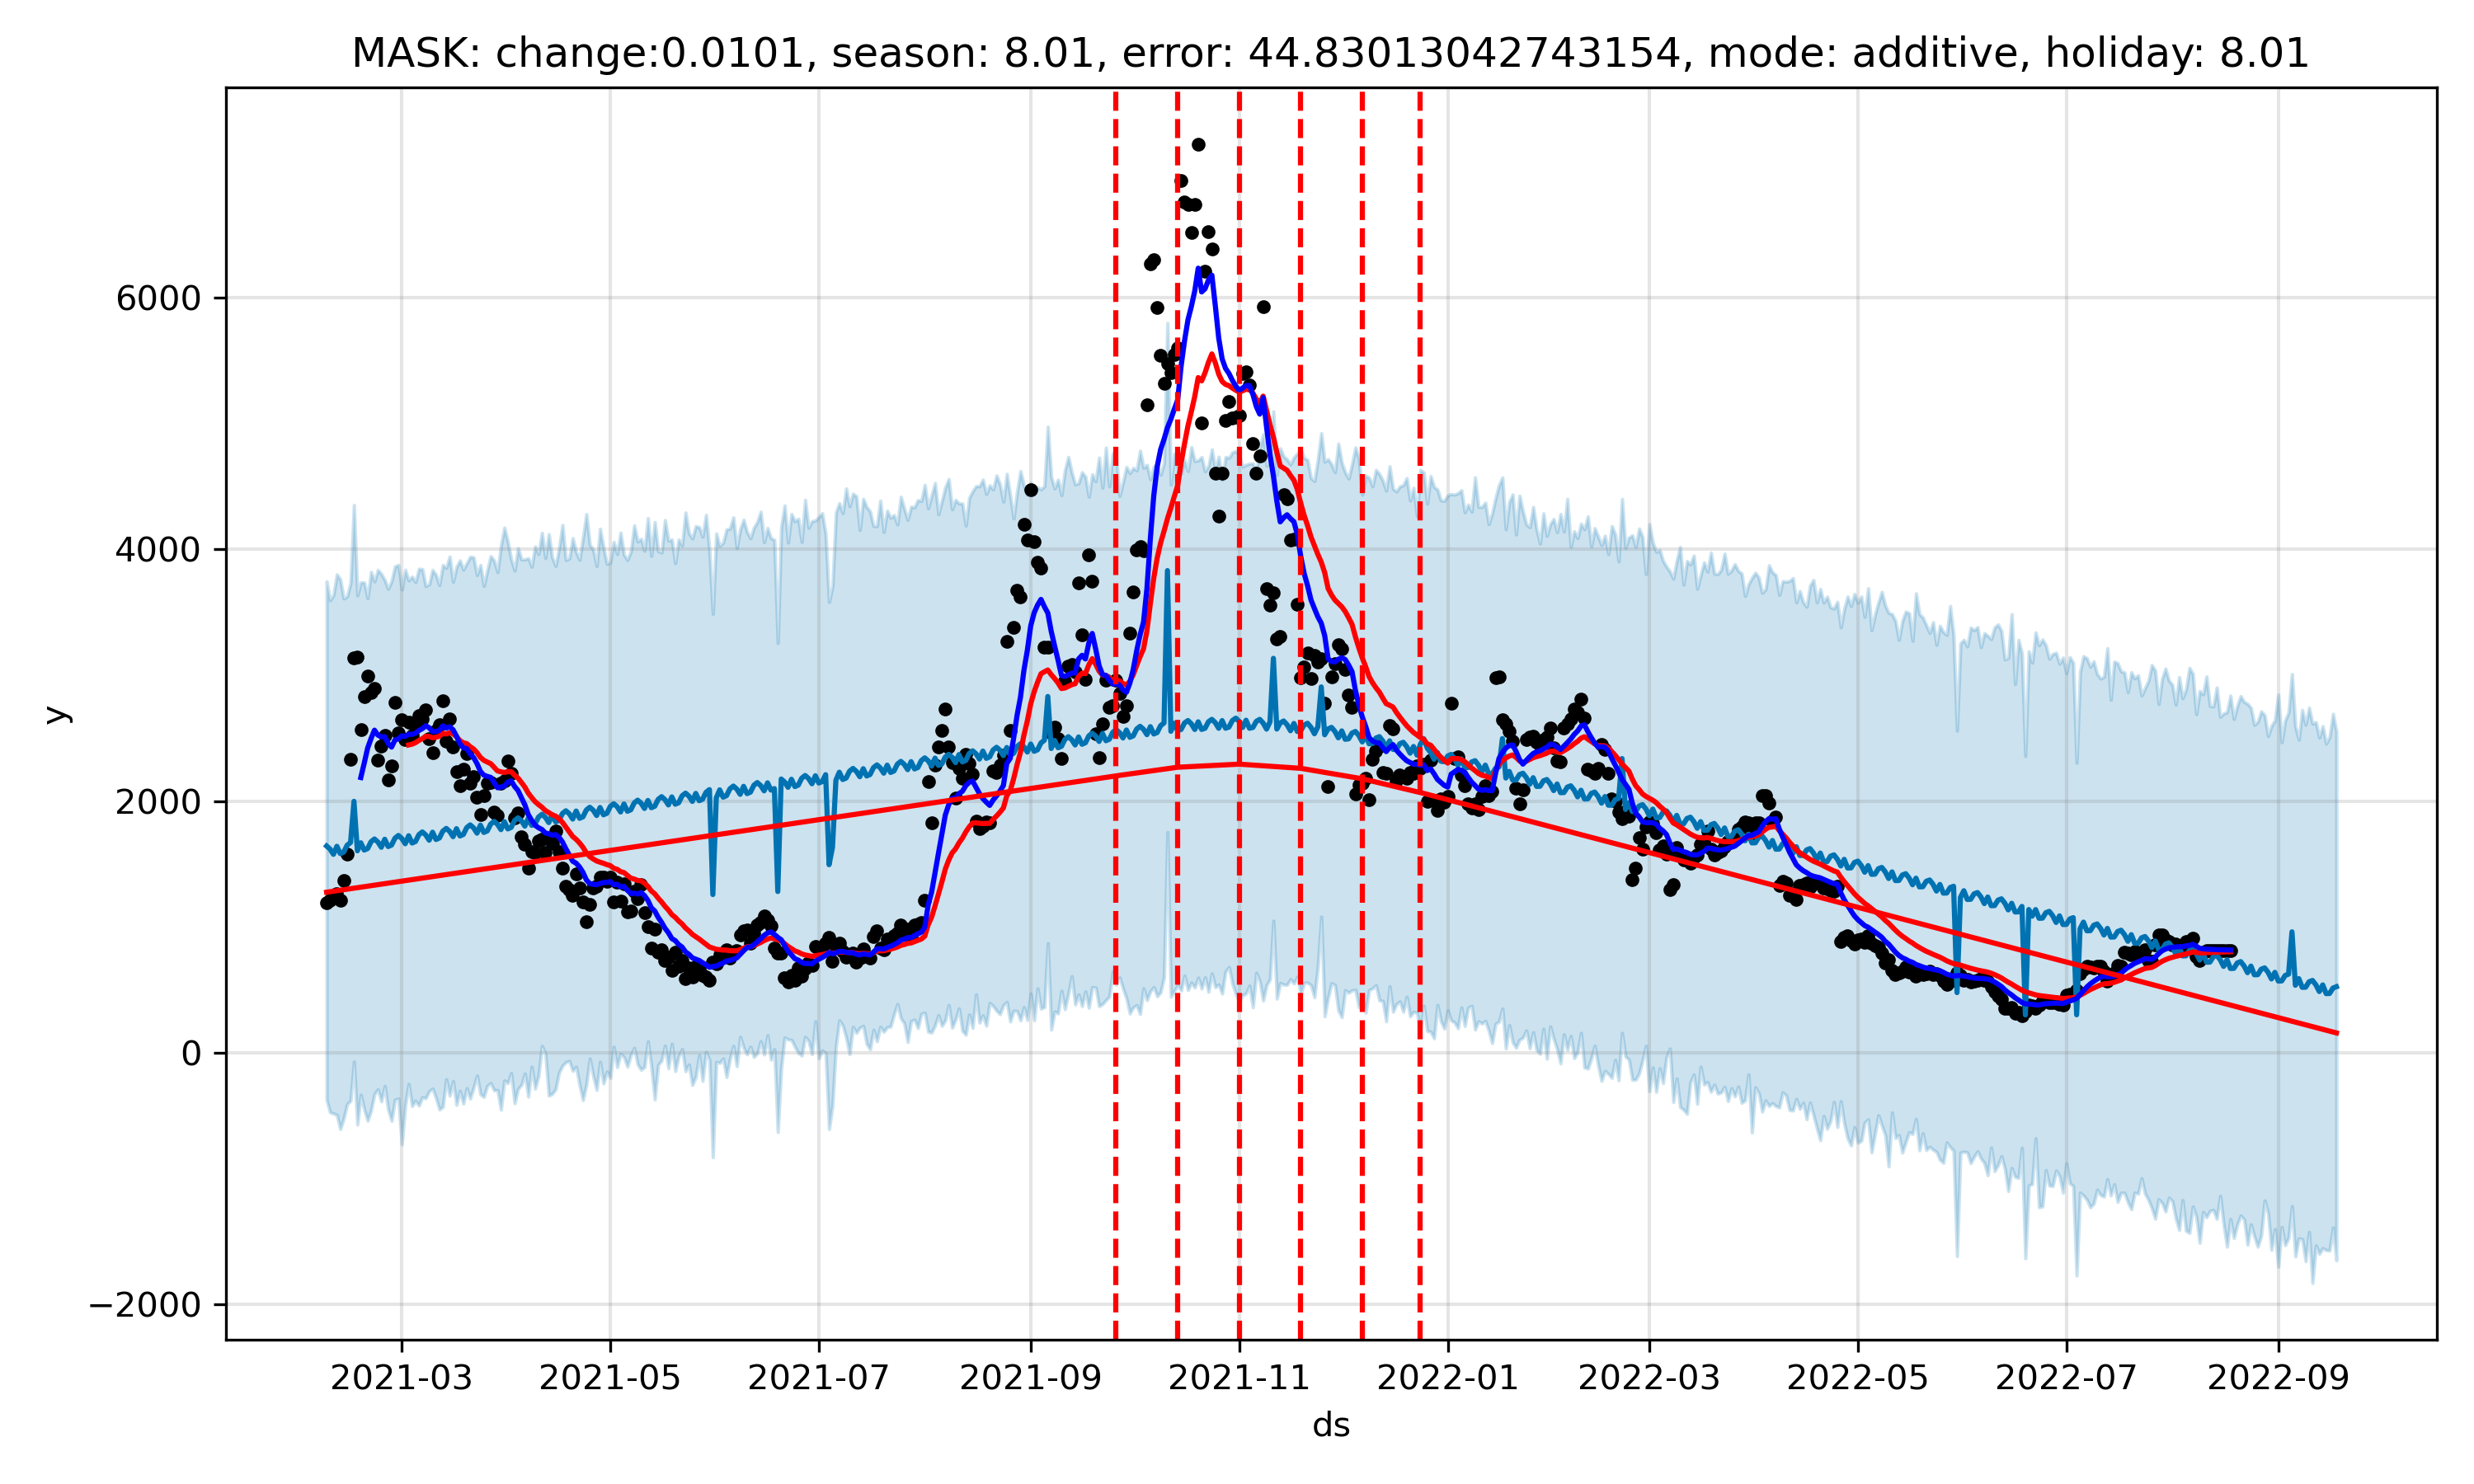 MASK: change:0.0101, season: 8.01, error: 44.83013042743154, mode: additive, holiday: 8.01
6000
4000
2000
0
−2000
y
2021-03 2021-05 2021-07 2021-09 2021-11 2022-01 2022-03 2022-05 2022-07 2022-09
ds